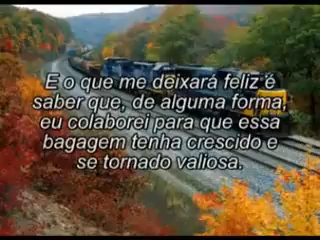 E o que me deixará feliz é
saber que, de alguma forma,
eu colaborei para que essa
bagagem tenha crescido e
se tornado valiosa.